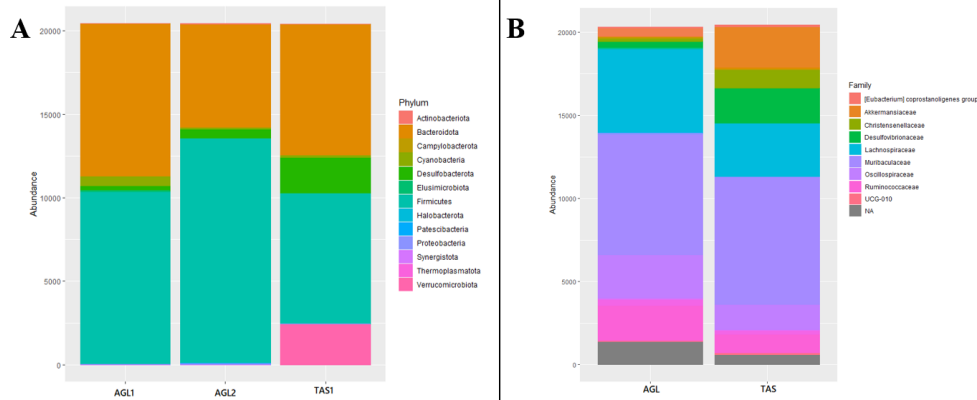 A
Abundance
20000
15000
10000
5000
0
AGL1
AGL2
TAS1
Phylum
Actinobacteriota
Bacteroidota
Campylobacterota
Cyanobacteria
Desulfobacterota
Elusimicrobiota
Firmicutes
Halobacterota
Patescibacteria
Proteobacteria
Synergistota
Thermoplasmatota
Verrucomicrobiota
B
Abundance
20000
15000
10000
5000
0
AGL
TAS
Family
[Eubacterium] coprostanoligenes group
Akkermansiaceae
Christensenellaceae
Desulfovibrionaceae
Lachnospiraceae
Muribaculaceae
Oscillospiraceae
Ruminococcaceae
UCG-010
NA